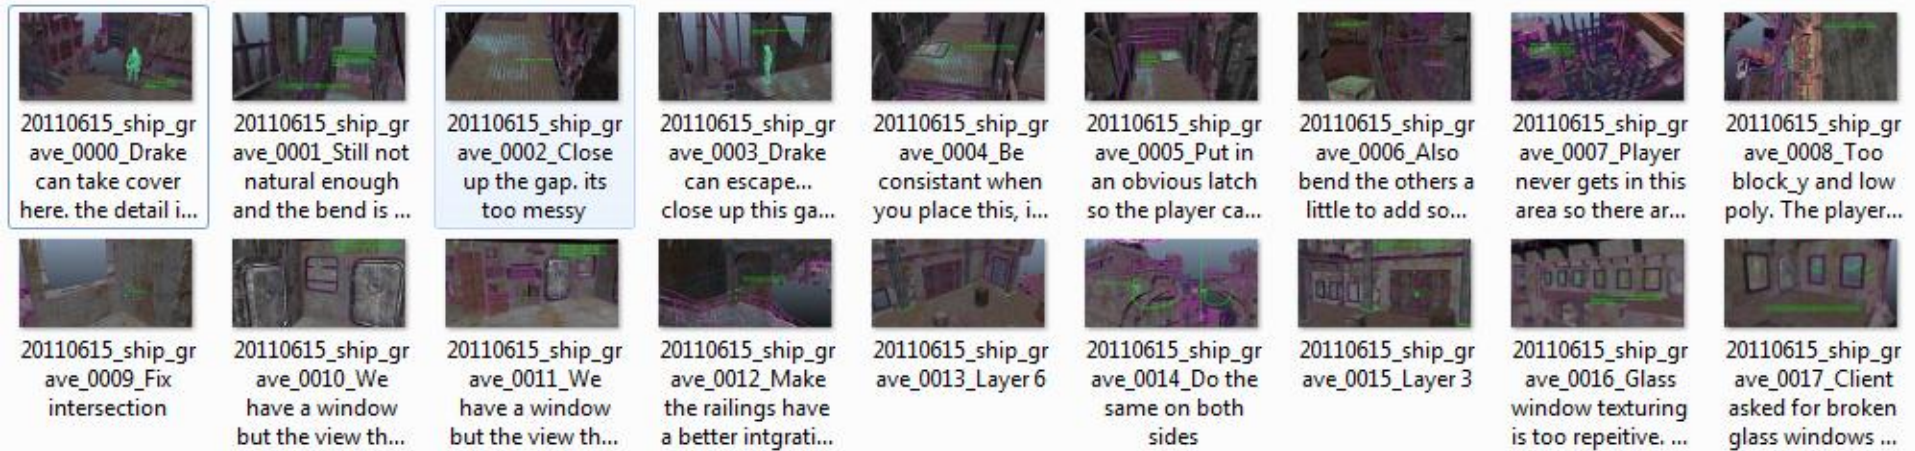 20110615_ship_gr
ave_0000_Drake
can take cover
here. the detail i...
20110615_ship_gr
ave_0001_Still not
natural enough
and the bend is ...
20110615_ship_gr
ave_0002_Close
up the gap. its
too messy
20110615_ship_gr
ave_0003_Drake
can escape...
close up this ga...
20110615_ship_gr
ave_0004_Be
consistant when
you place this, i...
20110615_ship_gr
ave_0005_Put in
an obvious latch
so the player ca...
20110615_ship_gr
ave_0006_Also
bend the others a
little to add so...
20110615_ship_gr
ave_0007_Player
never gets in this
area so there ar...
20110615_ship_gr
ave_0008_Too
block_y and low
poly. The player...
20110615_ship_gr
ave_0009_Fix
intersection
20110615_ship_gr
ave_0010_We
have a window
but the view th...
20110615_ship_gr
ave_0011_We
have a window
but the view th...
20110615_ship_gr
ave_0012_Make
the railings have
a better intgrati...
20110615_ship_gr
ave_0013_Layer 6
20110615_ship_gr
ave_0014_Do the
same on both
sides
20110615_ship_gr
ave_0015_Layer 3
20110615_ship_gr
ave_0016_Glass
window texturing
is too repeitive. ...
20110615_ship_gr
ave_0017_Client
asked for broken
glass windows ...